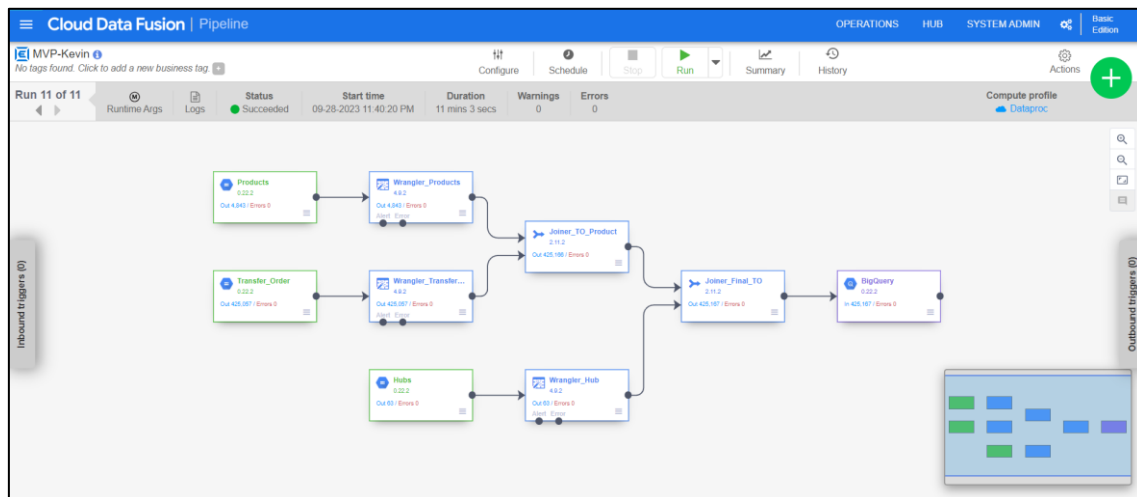 Cloud Data Fusion | Pipeline
OPERATIONS HUB SYSTEM ADMIN Basic Edition
MVP-Kevin
No tags found. Click to add a new business tag.
Configure Schedule Stop Run Summary History Actions
Run 11 of 11
Runtime Args Logs
Status Succeeded
Start time 09-28-2023 11:40:20 PM
Duration 11 mins 3 secs
Warnings 0
Errors 0
Compute profile Dataproc
Inbound triggers (0)
Products
0.22.2
Out 4,843 / Errors 0
Wrangler_Products
4.9.2
Out 4,843 / Errors 0
Alert Error
Joiner_TO_Product
2.11.2
Out 425,166 / Errors 0
Transfer_Order
0.22.2
Out 425,087 / Errors 0
Wrangler_Transfer...
4.9.2
Out 425,087 / Errors 0
Alert Error
Joiner_Final_TO
2.11.2
Out 425,167 / Errors 0
BigQuery
0.22.2
In 425,167 / Errors 0
Hubs
0.22.2
Out 63 / Errors 0
Wrangler_Hub
4.9.2
Out 63 / Errors 0
Alert Error
Outbound triggers (0)